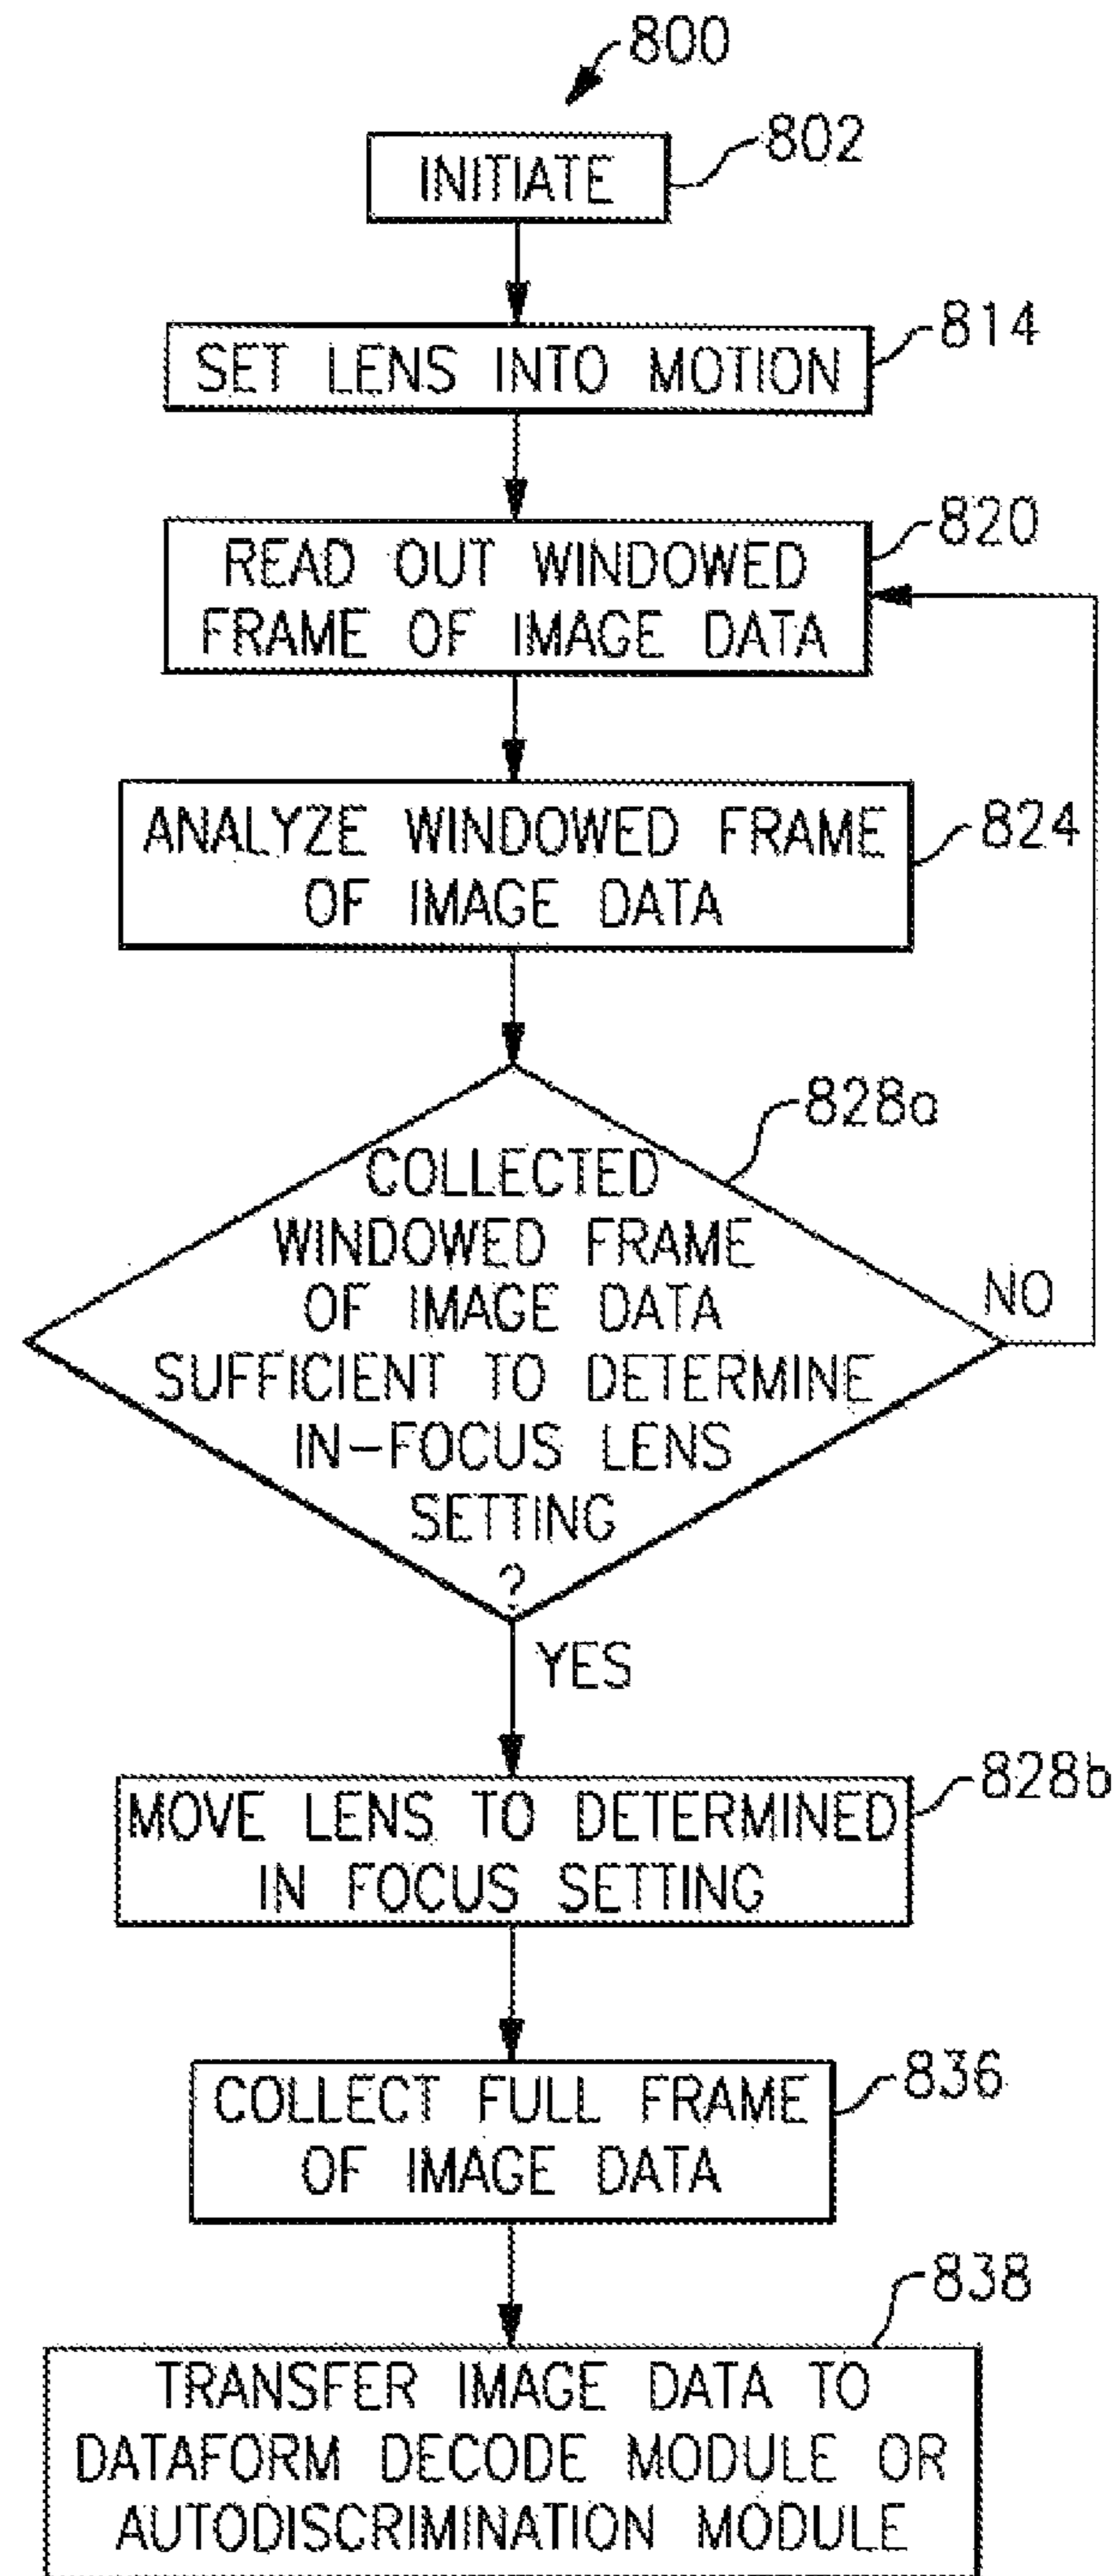 800
INITIATE
802
SET LENS INTO MOTION
814
READ OUT WINDOWED
FRAME OF IMAGE DATA
820
ANALYZE WINDOWED FRAME
OF IMAGE DATA
824
COLLECTED
WINDOWED FRAME
OF IMAGE DATA
SUFFICIENT TO DETERMINE
IN-FOCUS LENS
SETTING
?
828a
NO
YES
MOVE LENS TO DETERMINED
IN FOCUS SETTING
828b
COLLECT FULL FRAME
OF IMAGE DATA
836
838
TRANSFER IMAGE DATA TO
DATAFORM DECODE MODULE OR
AUTODISCRIMINATION MODULE